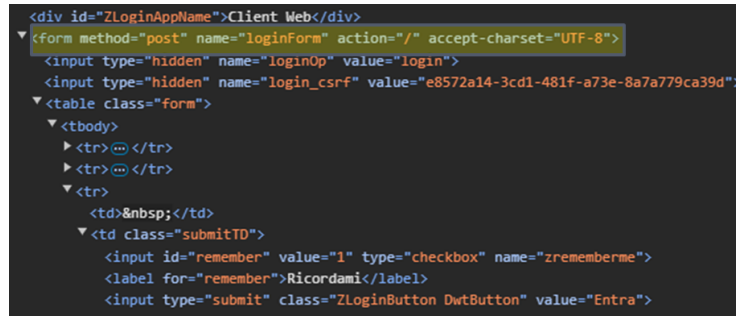 <div id="ZLoginAppName">Client Web</div>
▼<form method="post" name="loginForm" action="/" accept-charset="UTF-8">
<input type="hidden" name="loginOp" value="login">
<input type="hidden" name="login_csrf" value="e8572a14-3cd1-481f-a73e-8a7a779ca39d">
▼<table class="form">
▼<tbody>
▶<tr>…</tr>
▶<tr>…</tr>
▼<tr>
<td>&nbsp;</td>
▼<td class="submitTD">
<input id="remember" value="1" type="checkbox" name="zrememberme">
<label for="remember">Ricordami</label>
<input type="submit" class="ZLoginButton DwtButton" value="Entra">